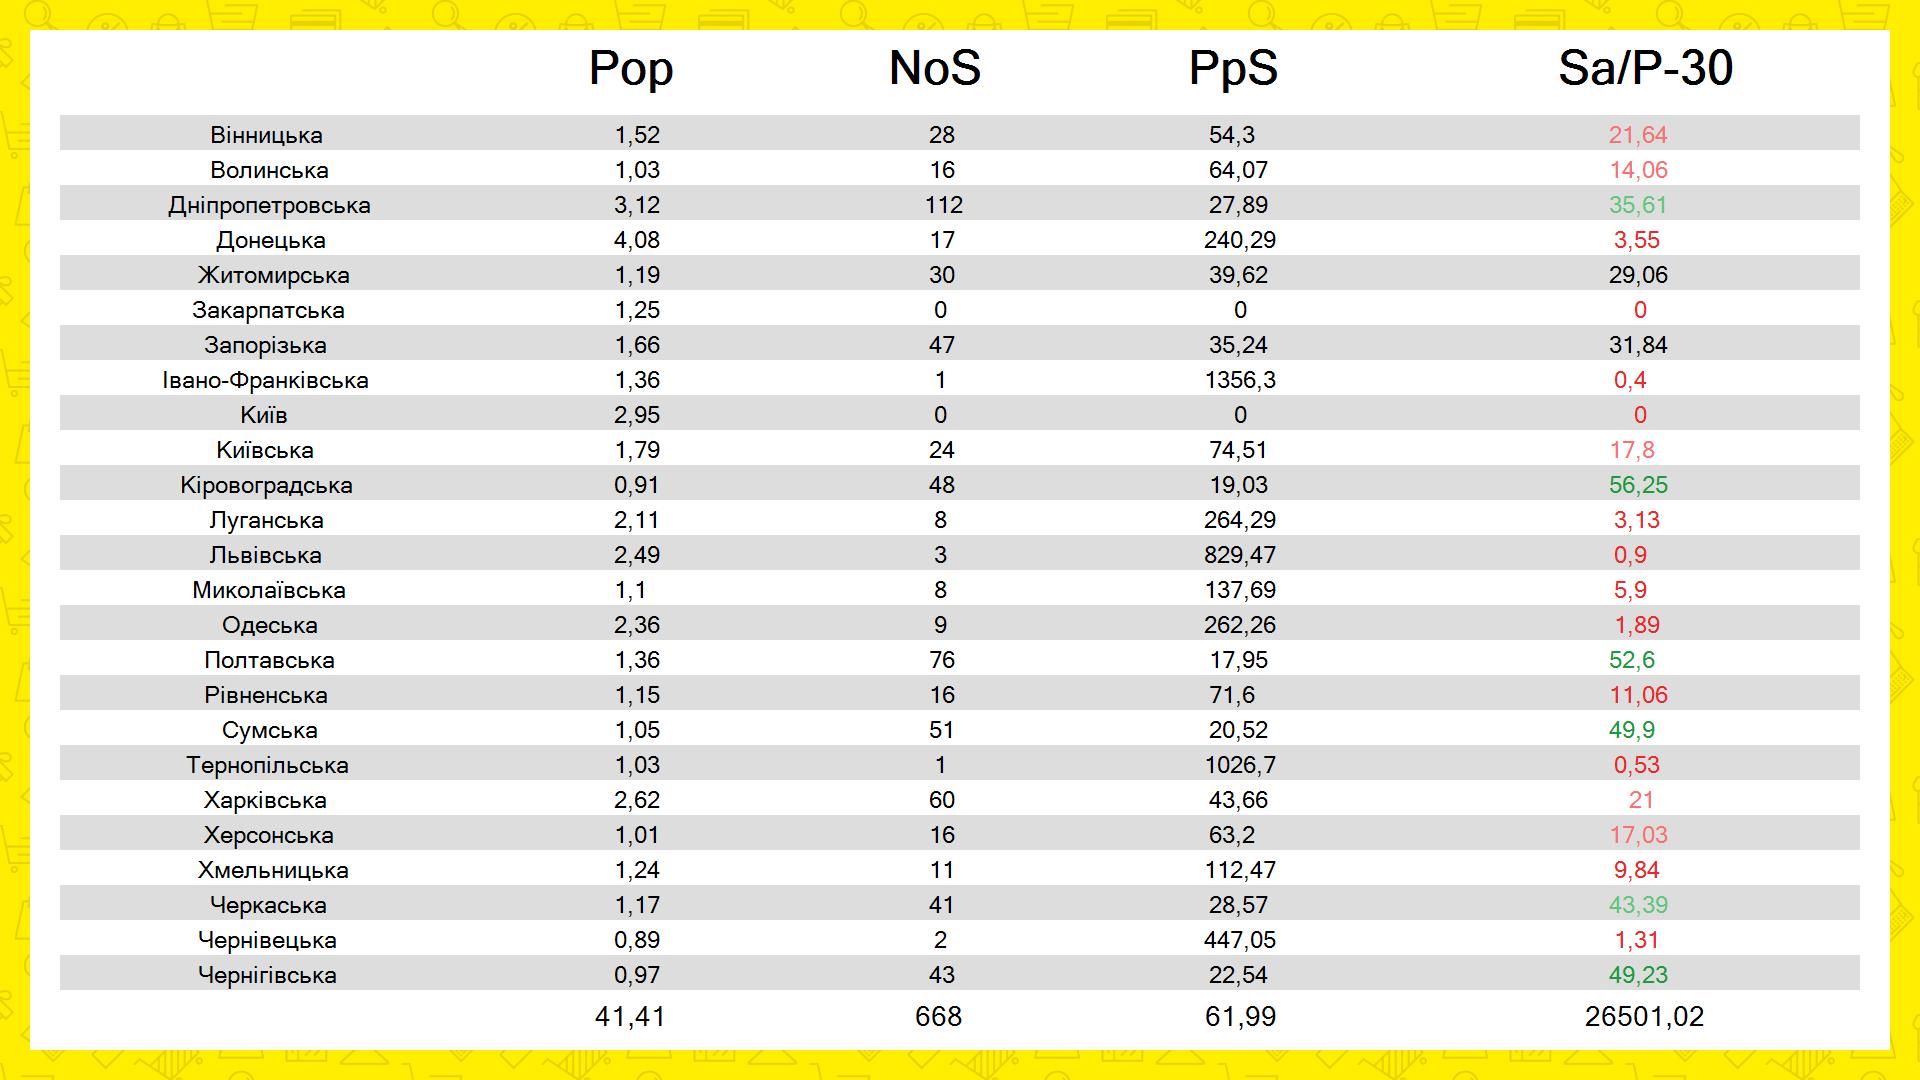 Pop NoS PpS Sa/P-30
Вінницька 1,52 28 54,3 21,64
Волинська 1,03 16 64,07 14,06
Дніпропетровська 3,12 112 27,89 35,61
Донецька 4,08 17 240,29 3,55
Житомирська 1,19 30 39,62 29,06
Закарпатська 1,25 0 0 0
Запорізька 1,66 47 35,24 31,84
Івано-Франківська 1,36 1 1356,3 0,4
Київ 2,95 0 0 0
Київська 1,79 24 74,51 17,8
Кіровоградська 0,91 48 19,03 56,25
Луганська 2,11 8 264,29 3,13
Львівська 2,49 3 829,47 0,9
Миколаївська 1,1 8 137,69 5,9
Одеська 2,36 9 262,26 1,89
Полтавська 1,36 76 17,95 52,6
Рівненська 1,15 16 71,6 11,06
Сумська 1,05 51 20,52 49,9
Тернопільська 1,03 1 1026,7 0,53
Харківська 2,62 60 43,66 21
Херсонська 1,01 16 63,2 17,03
Хмельницька 1,24 11 112,47 9,84
Черкаська 1,17 41 28,57 43,39
Чернівецька 0,89 2 447,05 1,31
Чернігівська 0,97 43 22,54 49,23
41,41 668 61,99 26501,02